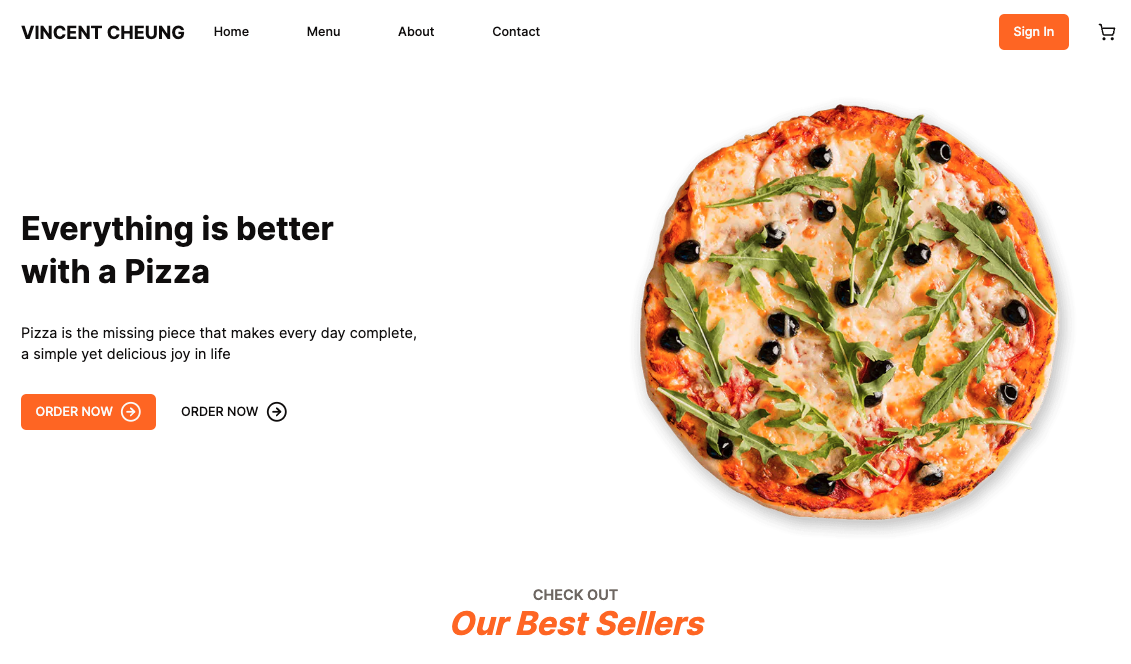 VINCENT CHEUNG Home Menu About Contact Sign In
Everything is better
with a Pizza
Pizza is the missing piece that makes every day complete,
a simple yet delicious joy in life
ORDER NOW ORDER NOW
CHECK OUT
Our Best Sellers